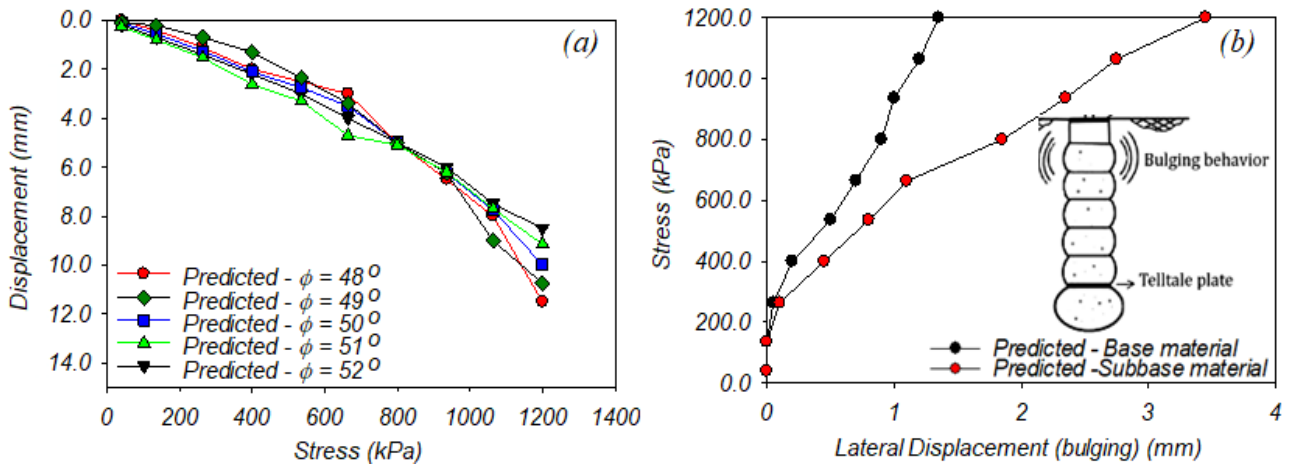 (a)
Displacement (mm)
0.0
2.0
4.0
6.0
8.0
10.0
12.0
14.0
Predicted - ϕ = 48 ᴼ
Predicted - ϕ = 49 ᴼ
Predicted - ϕ = 50 ᴼ
Predicted - ϕ = 51 ᴼ
Predicted - ϕ = 52 ᴼ
0 200 400 600 800 1000 1200 1400
Stress (kPa)
(b)
Stress (kPa)
1200.0
1000.0
800.0
600.0
400.0
200.0
0.0
Bulging behavior
Telltale plate
Predicted - Base material
Predicted -Subbase material
0 1 2 3 4
Lateral Displacement (bulging) (mm)